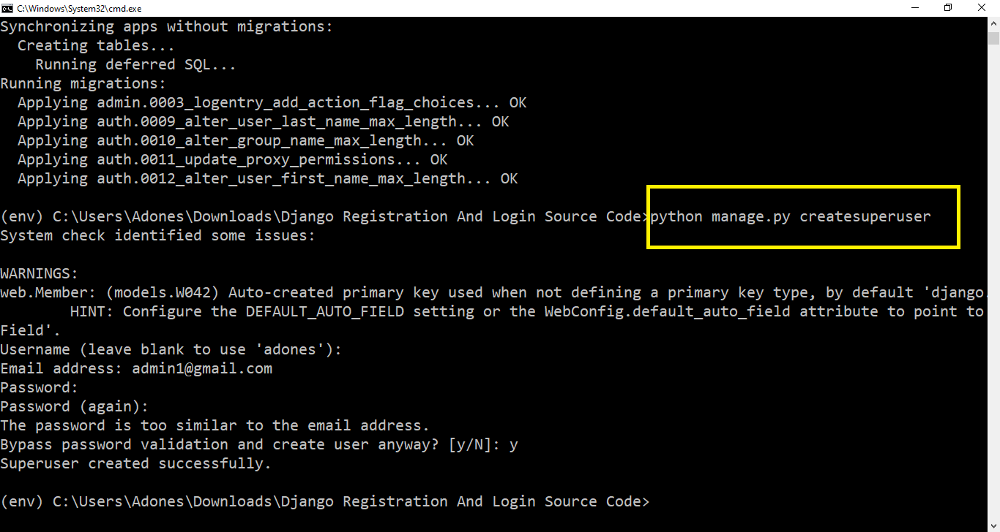 C:\Windows\System32\cmd.exe
Synchronizing apps without migrations:
  Creating tables...
    Running deferred SQL...
Running migrations:
  Applying admin.0003_logentry_add_action_flag_choices... OK
  Applying auth.0009_alter_user_last_name_max_length... OK
  Applying auth.0010_alter_group_name_max_length... OK
  Applying auth.0011_update_proxy_permissions... OK
  Applying auth.0012_alter_user_first_name_max_length... OK
(env) C:\Users\Adones\Downloads\Django Registration And Login Source Code>python manage.py createsuperuser
System check identified some issues:
WARNINGS:
web.Member: (models.W042) Auto-created primary key used when not defining a primary key type, by default 'django.
        HINT: Configure the DEFAULT_AUTO_FIELD setting or the WebConfig.default_auto_field attribute to point to
Field'.
Username (leave blank to use 'adones'):
Email address: admin1@gmail.com
Password:
Password (again):
The password is too similar to the email address.
Bypass password validation and create user anyway? [y/N]: y
Superuser created successfully.
(env) C:\Users\Adones\Downloads\Django Registration And Login Source Code>